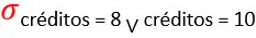 σ créditos = 8 ∨ créditos = 10